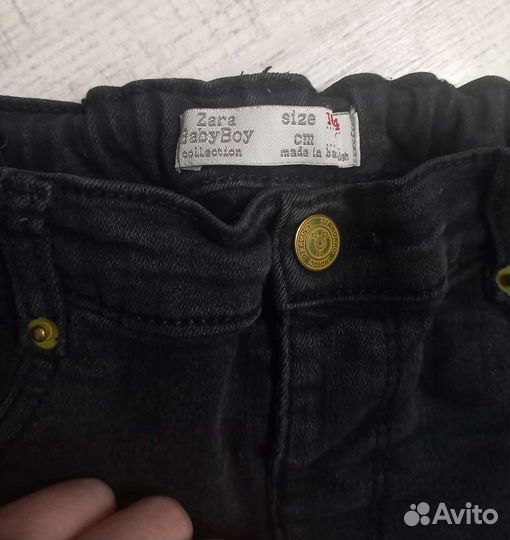 Zara
BabyBoy
collection
size
cm
made in
Avito